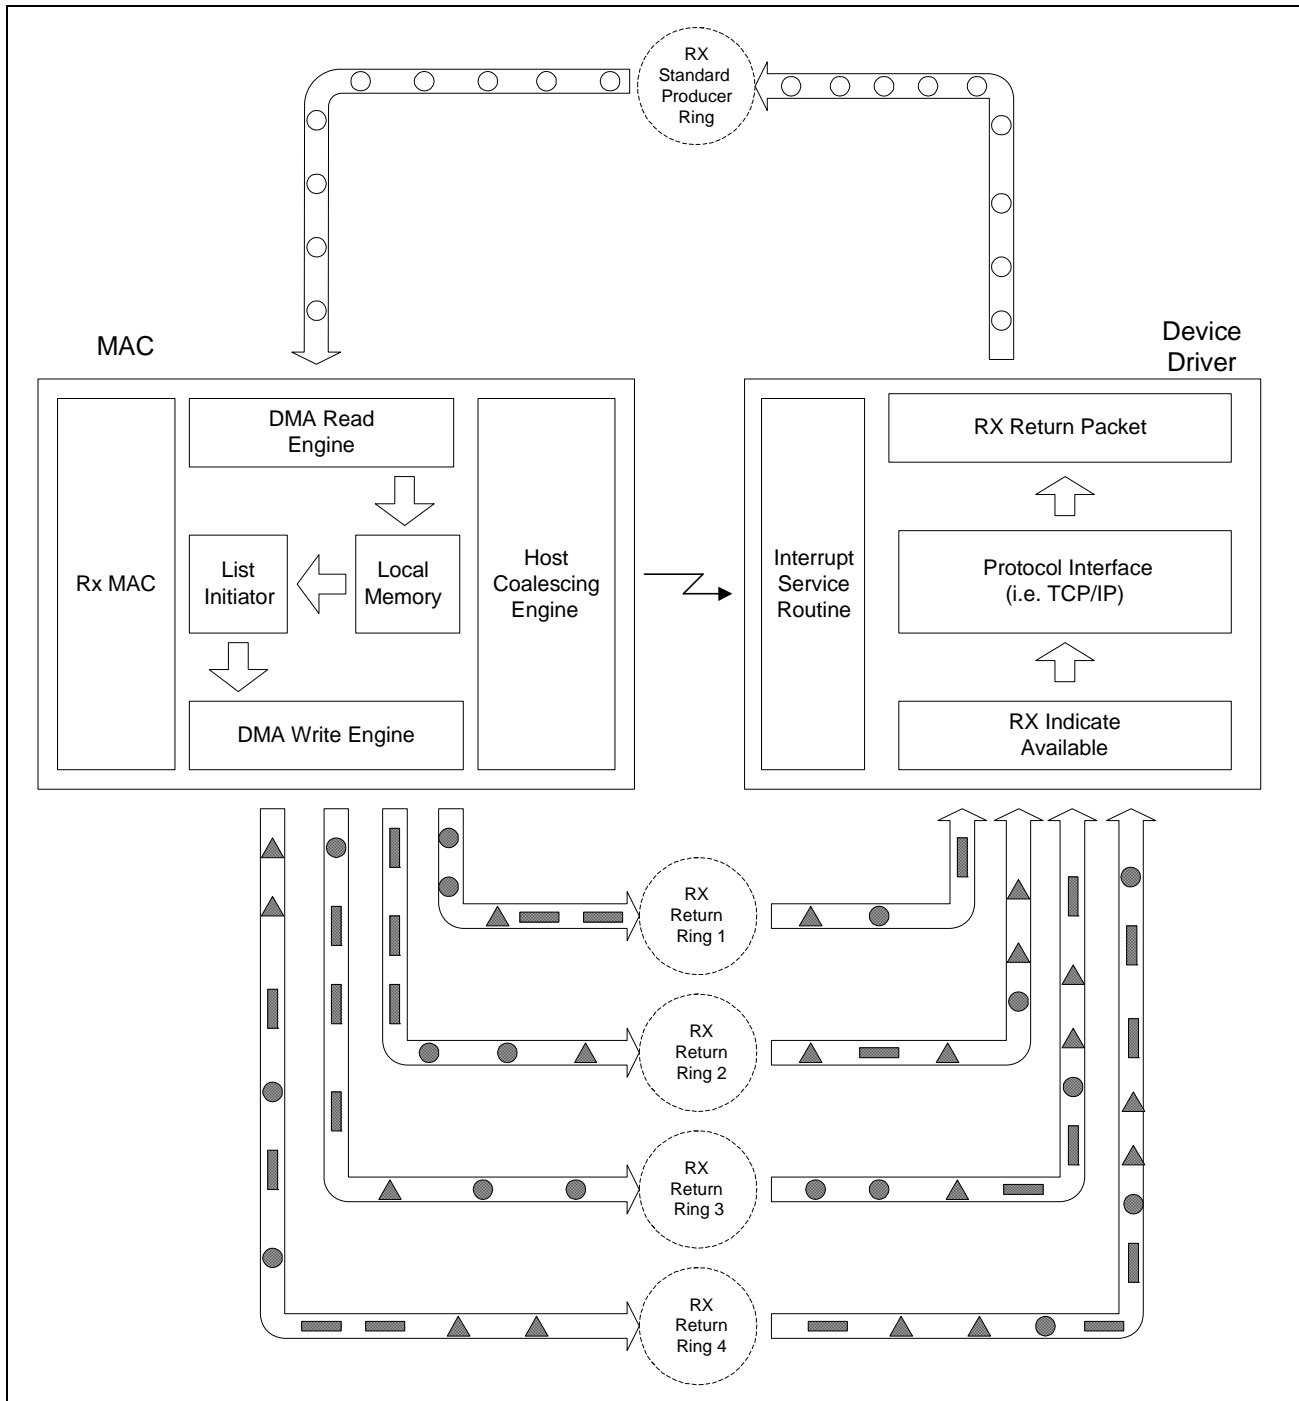 RX
Standard
Producer
Ring
MAC
Device
Driver
DMA Read
Engine
RX Return Packet
Rx MAC
List
Initiator
Local
Memory
Host
Coalescing
Engine
Interrupt
Service
Routine
Protocol Interface
(i.e. TCP/IP)
DMA Write Engine
RX Indicate
Available
RX
Return
Ring 1
RX
Return
Ring 2
RX
Return
Ring 3
RX
Return
Ring 4